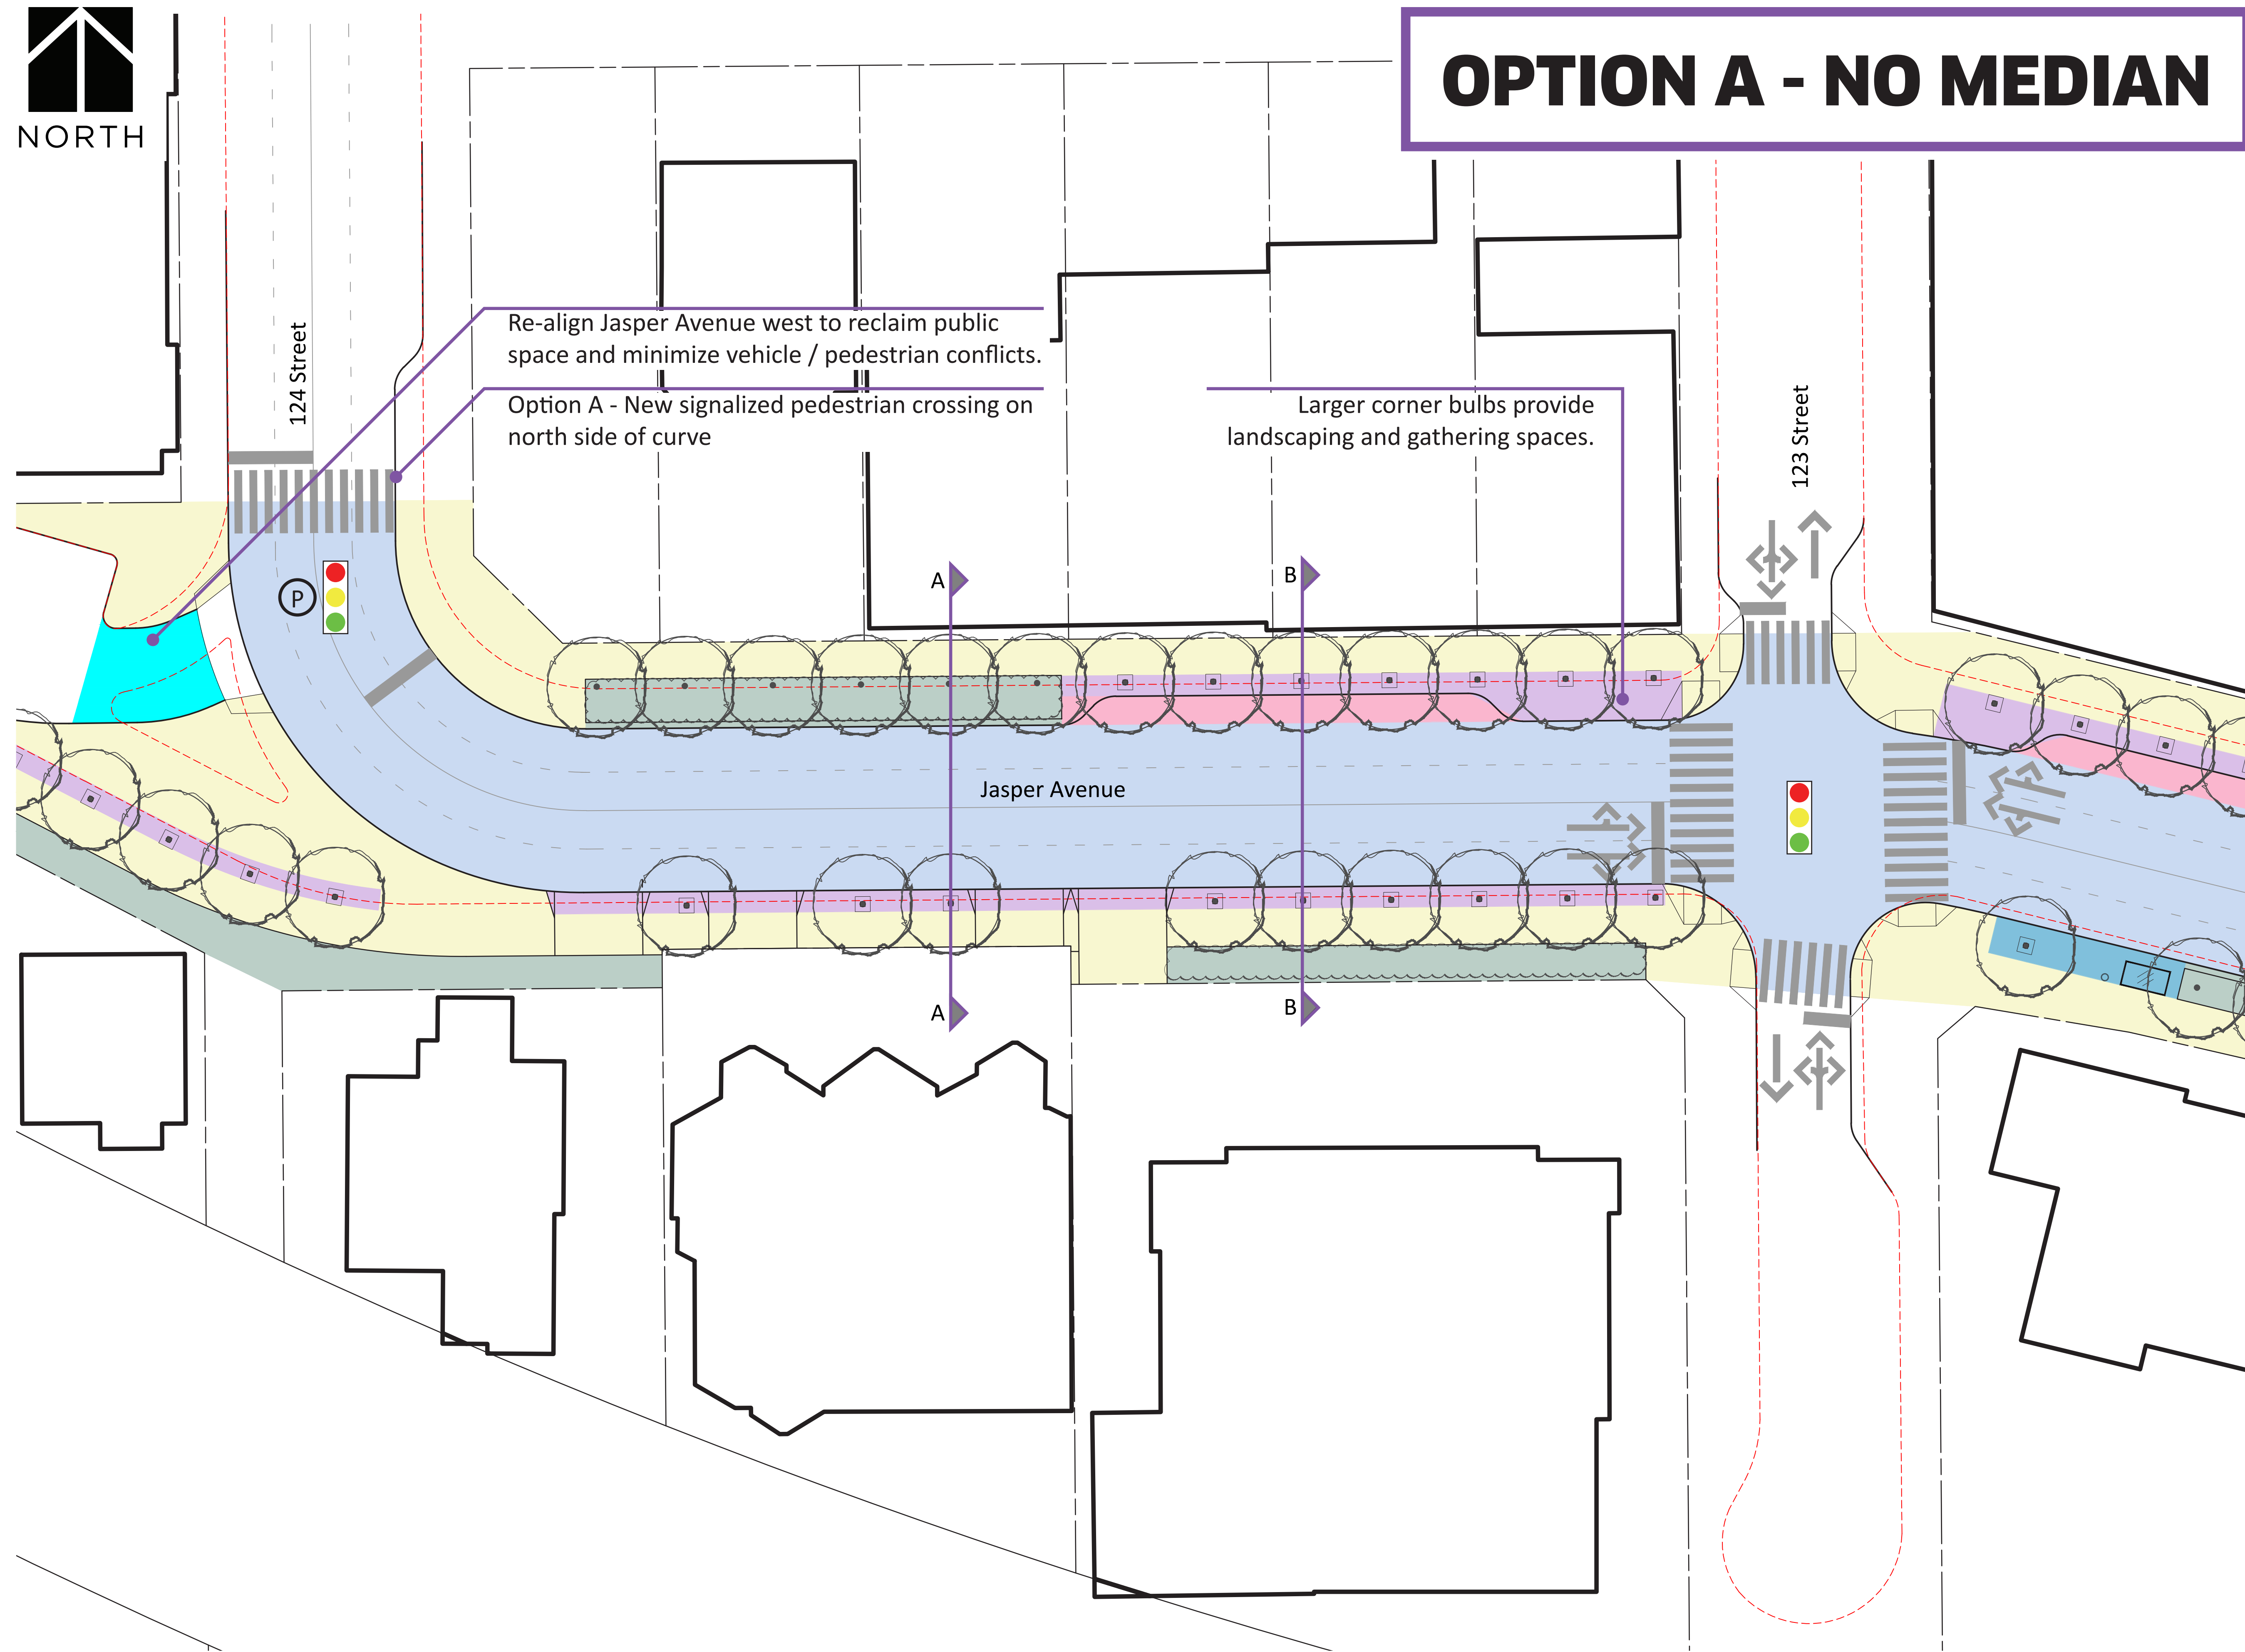 NORTH
OPTION A - NO MEDIAN
Re-align Jasper Avenue west to reclaim public
space and minimize vehicle / pedestrian conflicts.
Option A - New signalized pedestrian crossing on
north side of curve
Larger corner bulbs provide
landscaping and gathering spaces.
124 Street
123 Street
P
A
B
Jasper Avenue
A
B